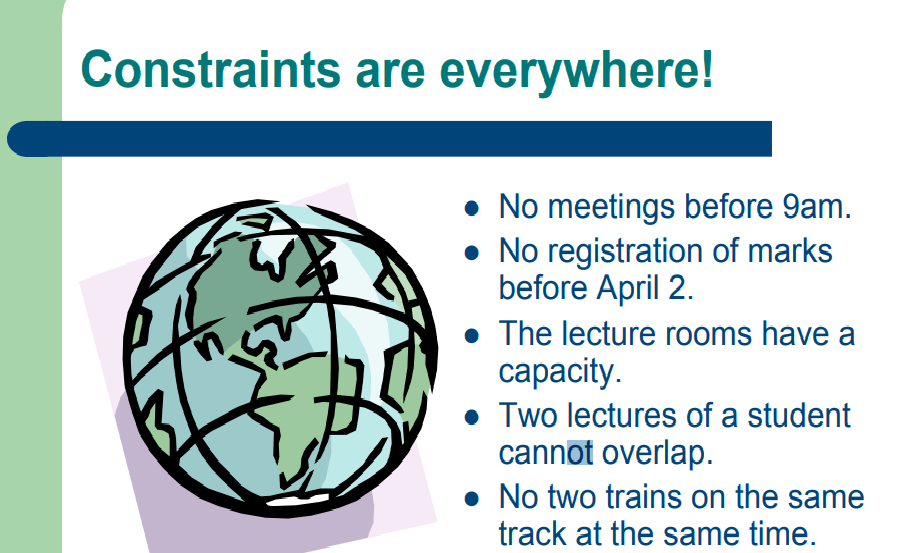 Constraints are everywhere!
● No meetings before 9am.
● No registration of marks
before April 2.
● The lecture rooms have a
capacity.
● Two lectures of a student
cannot overlap.
● No two trains on the same
track at the same time.